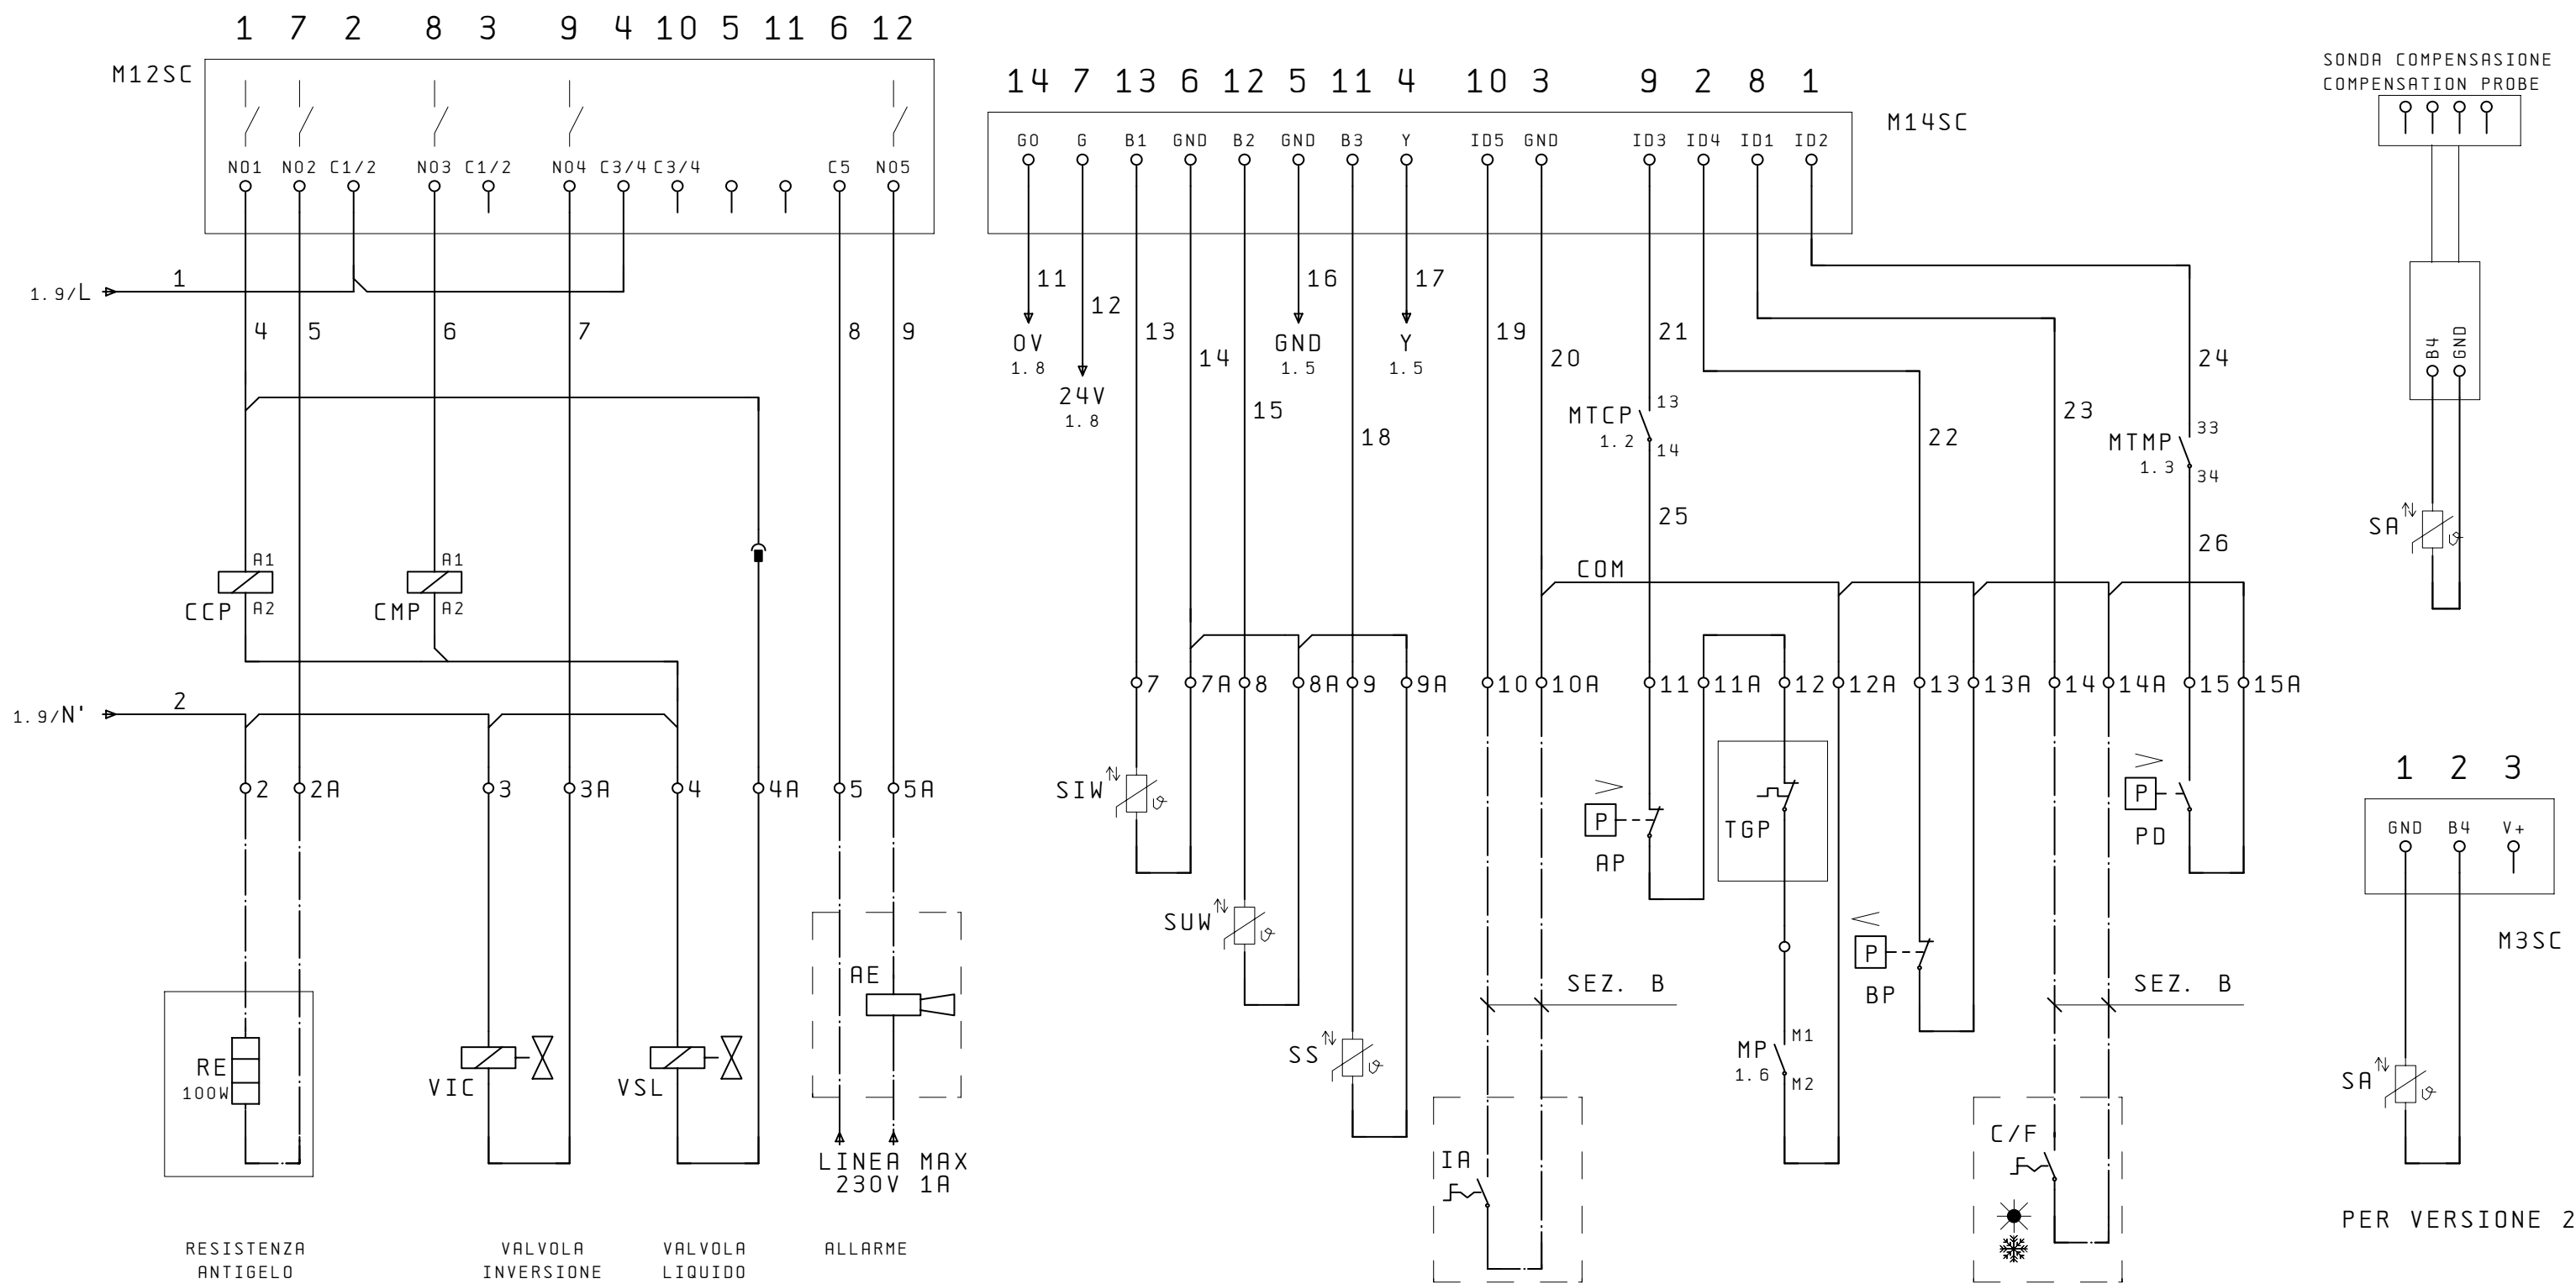 1 7 2 8 3 9 4 10 5 11 6 12
M12SC
NO1 NO2 C1/2 NO3 C1/2 NO4 C3/4 C3/4 C5 NO5
1.9/L 1
4 5 6 7 8 9
A1 A1
CCP A2 CMP A2
1.9/N' 2
2 2A 3 3A 4 4A 5 5A
AE
RE
100W
VIC VSL
LINEA MAX
230V 1A
RESISTENZA
ANTIGELO
VALVOLA
INVERSIONE
VALVOLA
LIQUIDO
ALLARME
14 7 13 6 12 5 11 4 10 3 9 2 8 1
M14SC
G0 G B1 GND B2 GND B3 Y ID5 GND ID3 ID4 ID1 ID2
11 16 17
12
13 19 21
0V GND Y
1.8 1.5 1.5
14 20 24
24V
1.8
15 23
18 22
MTCP 13
1.2 14
MTMP 33
1.3 34
25
26
COM
7 7A 8 8A 9 9A 10 10A 11 11A 12 12A 13 13A 14 14A 15 15A
SIW ϑ
>
P
AP
TGP
>
P
PD
SUW ϑ
<
P
BP
SEZ. B
SEZ. B
SS ϑ
MP M1
1.6 M2
IA
C/F
SONDA COMPENSASIONE
COMPENSATION PROBE
B4 GND
SA ϑ
1 2 3
GND B4 V+
M3SC
SA ϑ
PER VERSIONE 2